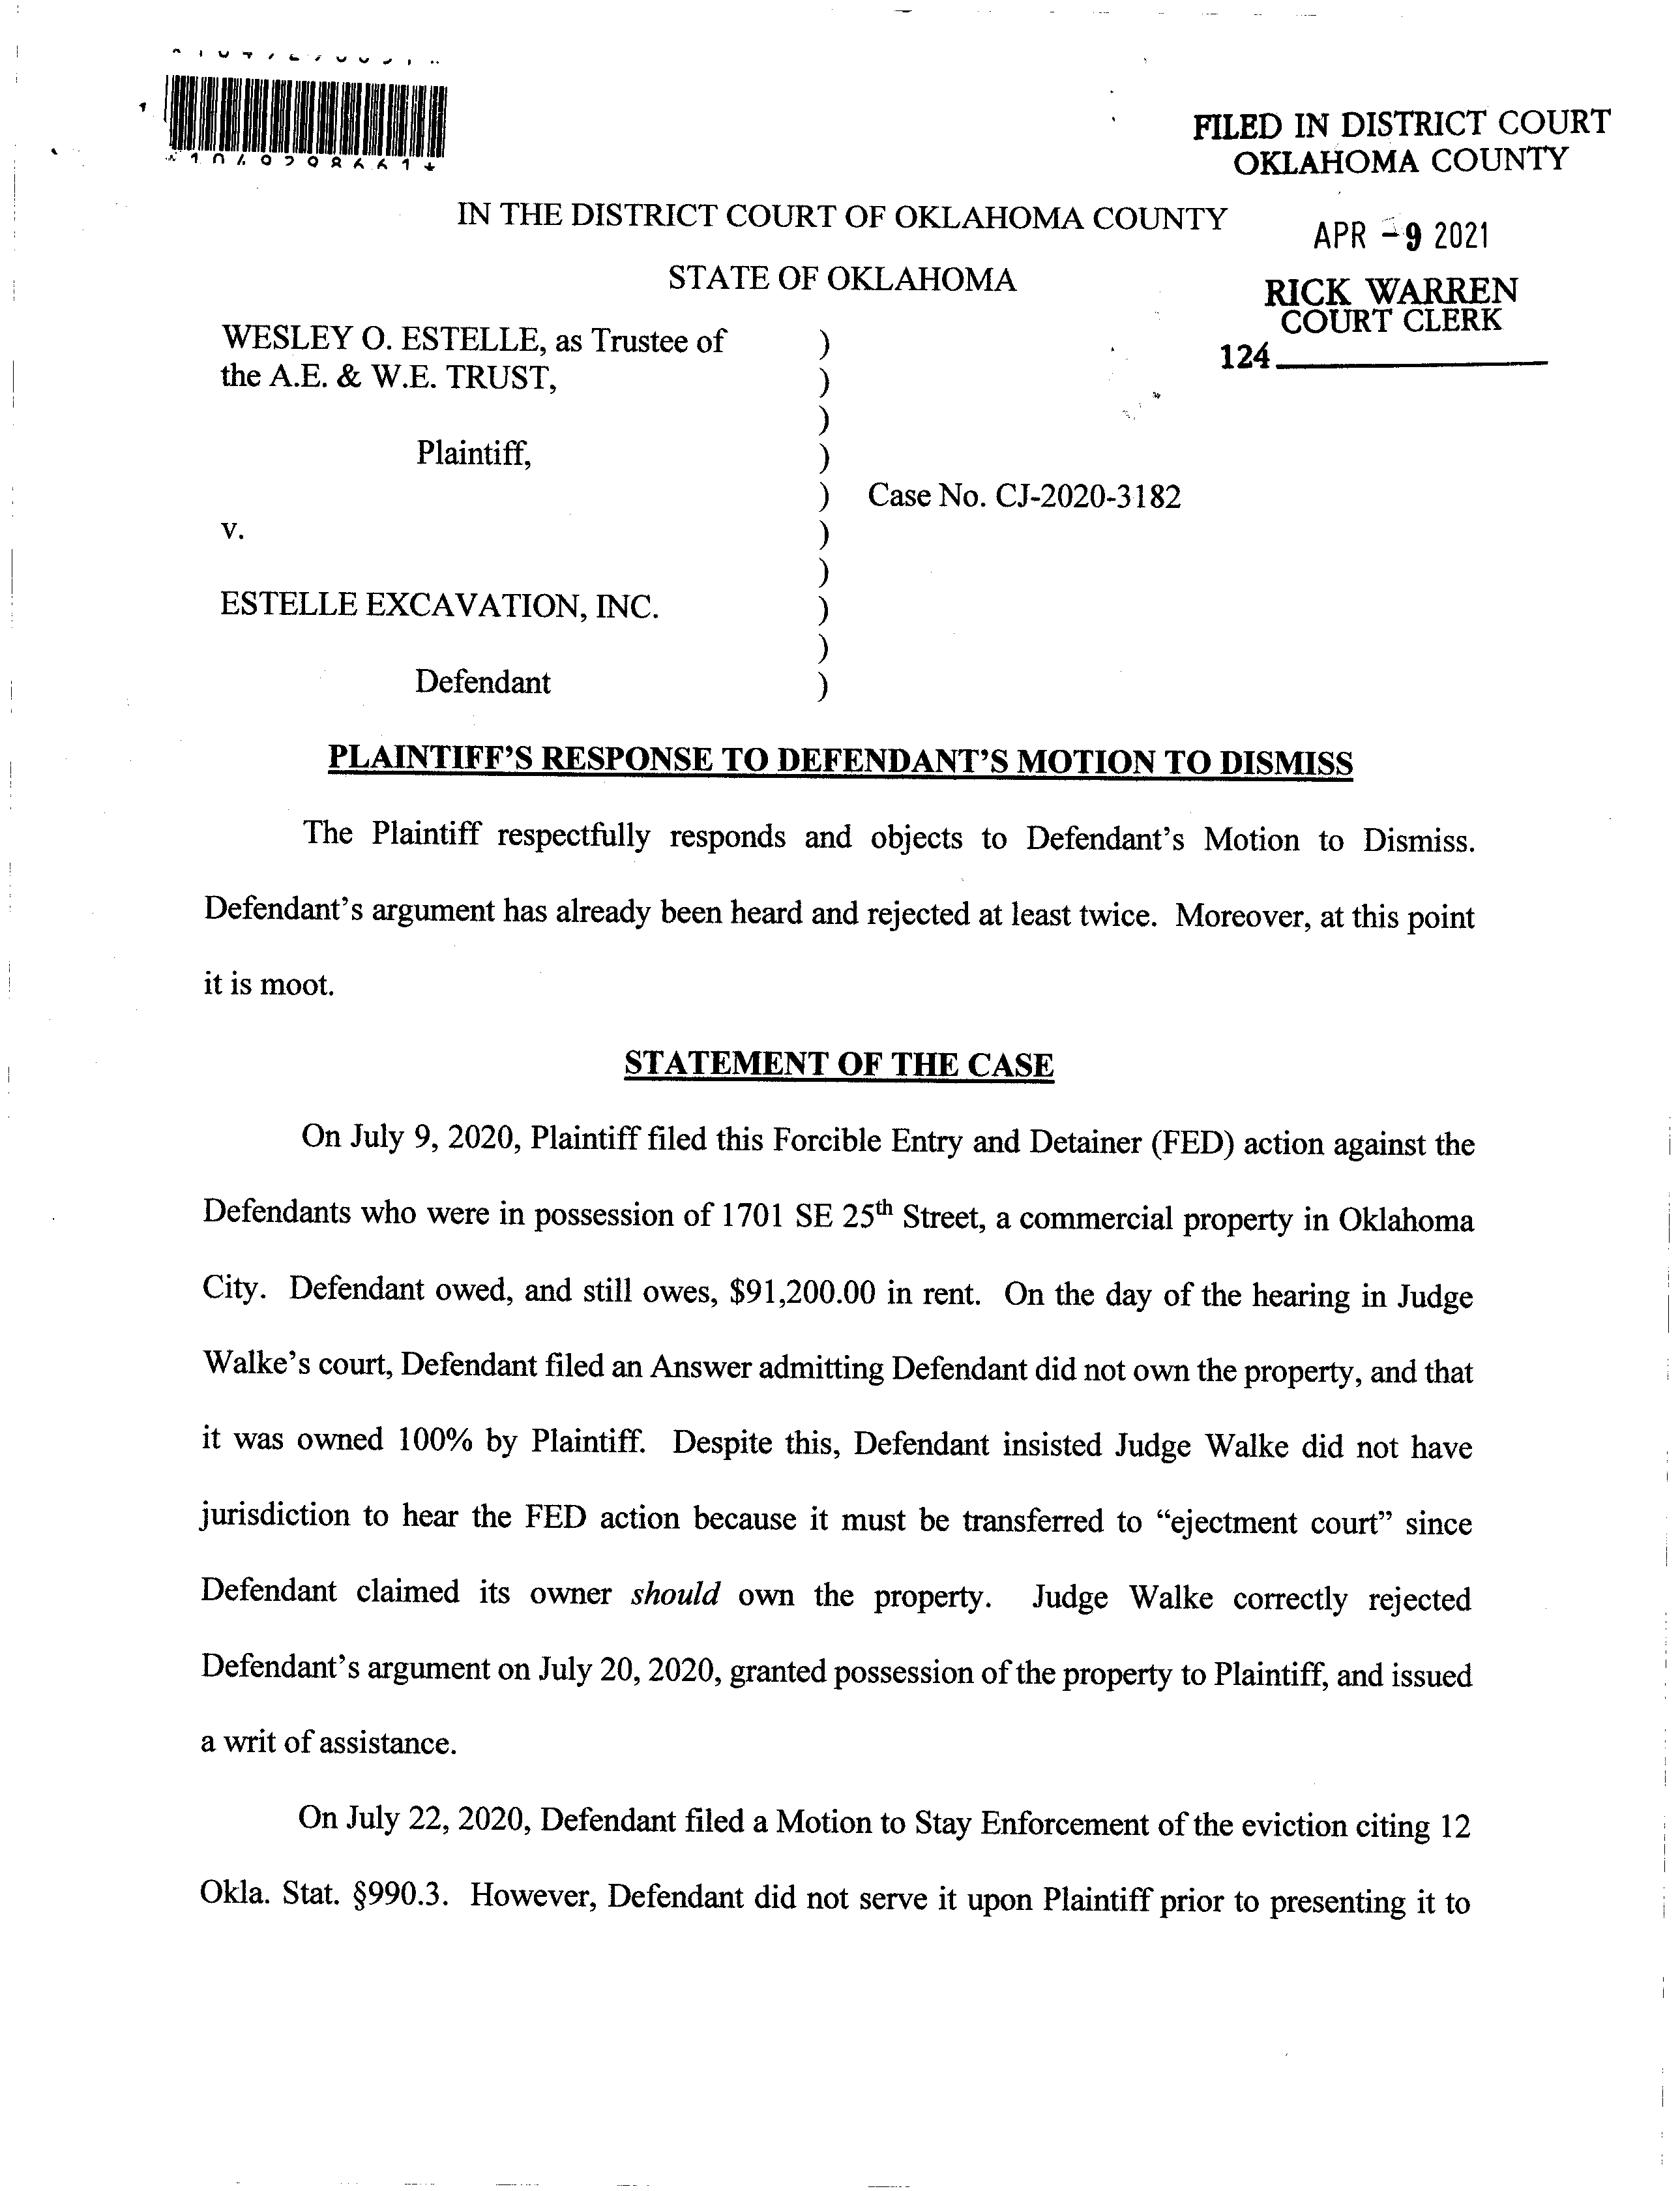 FILED IN DISTRICT COURT
OKLAHOMA COUNTY
IN THE DISTRICT COURT OF OKLAHOMA COUNTY
APR -9 2021
STATE OF OKLAHOMA
RICK WARREN
COURT CLERK
124
WESLEY O. ESTELLE, as Trustee of )
the A.E. & W.E. TRUST, )
)
Plaintiff, )
) Case No. CJ-2020-3182
v. )
)
ESTELLE EXCAVATION, INC. )
)
Defendant )
PLAINTIFF'S RESPONSE TO DEFENDANT'S MOTION TO DISMISS
The Plaintiff respectfully responds and objects to Defendant's Motion to Dismiss.
Defendant's argument has already been heard and rejected at least twice. Moreover, at this point
it is moot.
STATEMENT OF THE CASE
On July 9, 2020, Plaintiff filed this Forcible Entry and Detainer (FED) action against the
Defendants who were in possession of 1701 SE 25th Street, a commercial property in Oklahoma
City. Defendant owed, and still owes, $91,200.00 in rent. On the day of the hearing in Judge
Walke's court, Defendant filed an Answer admitting Defendant did not own the property, and that
it was owned 100% by Plaintiff. Despite this, Defendant insisted Judge Walke did not have
jurisdiction to hear the FED action because it must be transferred to "ejectment court" since
Defendant claimed its owner should own the property. Judge Walke correctly rejected
Defendant's argument on July 20, 2020, granted possession of the property to Plaintiff, and issued
a writ of assistance.
On July 22, 2020, Defendant filed a Motion to Stay Enforcement of the eviction citing 12
Okla. Stat. §990.3. However, Defendant did not serve it upon Plaintiff prior to presenting it to